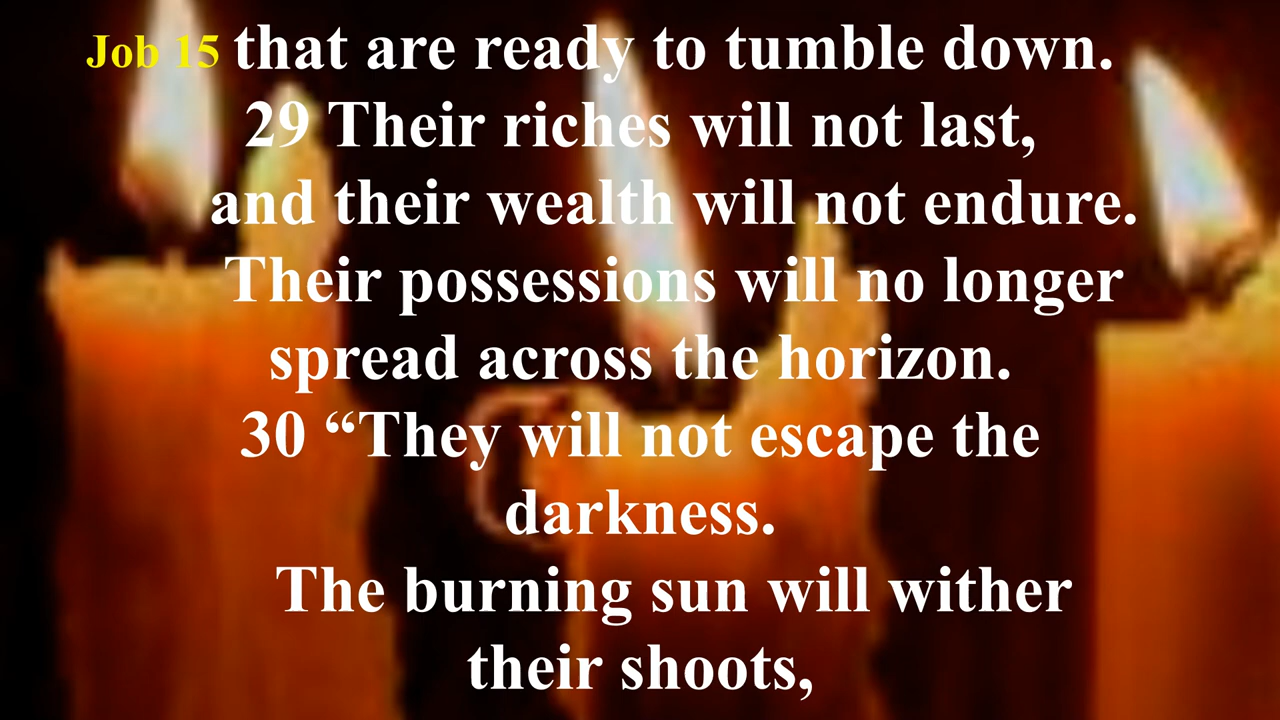 Job 15 that are ready to tumble down.
29 Their riches will not last,
and their wealth will not endure.
Their possessions will no longer
spread across the horizon.
30 “They will not escape the
darkness.
The burning sun will wither
their shoots,